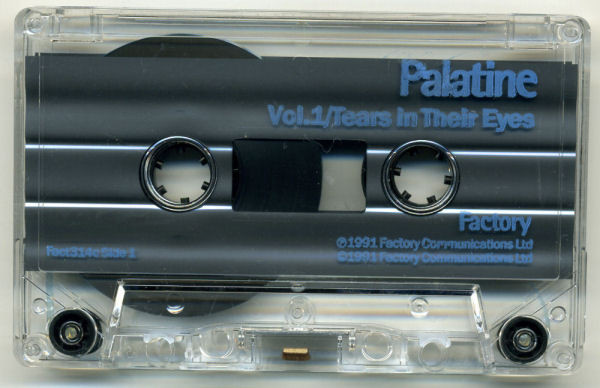 Palatine
Vol.1/Tears In Their Eyes
Factory
Fact314c Side 1
℗1991 Factory Communications Ltd
©1991 Factory Communications Ltd